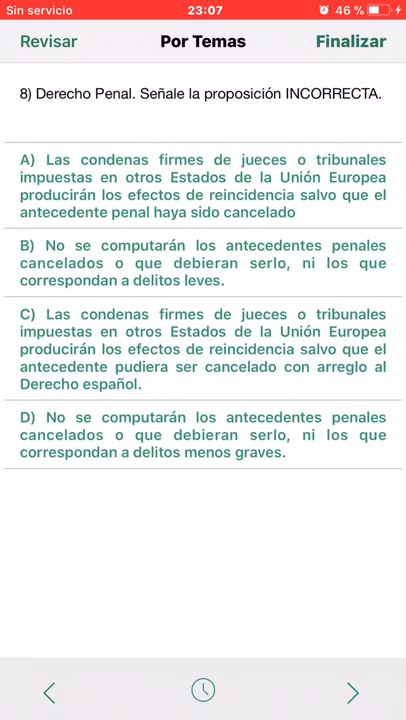 Sin servicio 23:07 46 %
Revisar Por Temas Finalizar
8) Derecho Penal. Señale la proposición INCORRECTA.
A) Las condenas firmes de jueces o tribunales
impuestas en otros Estados de la Unión Europea
producirán los efectos de reincidencia salvo que el
antecedente penal haya sido cancelado
B) No se computarán los antecedentes penales
cancelados o que debieran serlo, ni los que
correspondan a delitos leves.
C) Las condenas firmes de jueces o tribunales
impuestas en otros Estados de la Unión Europea
producirán los efectos de reincidencia salvo que el
antecedente pudiera ser cancelado con arreglo al
Derecho español.
D) No se computarán los antecedentes penales
cancelados o que debieran serlo, ni los que
correspondan a delitos menos graves.